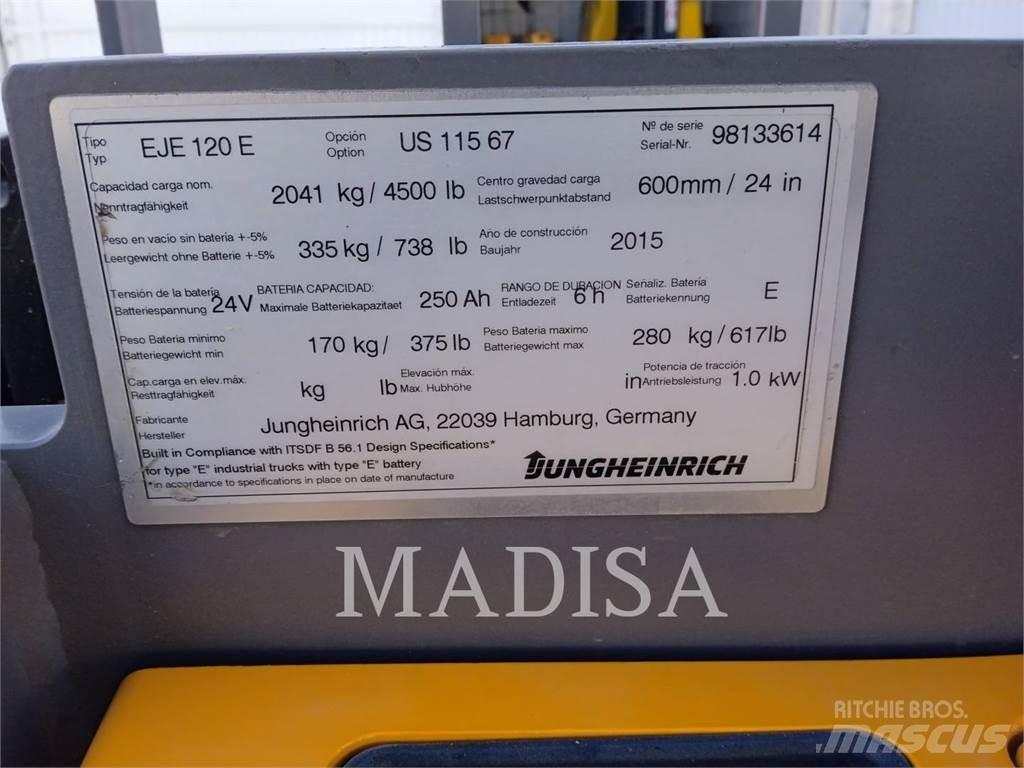 Tipo EJE 120 E Opción US 115 67 Nº de serie 98133614
Typ Option Serial-Nr.
Capacidad carga nom. 2041 kg / 4500 lb Centro gravedad carga 600mm / 24 in
Nenntragfähigkeit Lastschwerpunktabstand
Peso en vacío sin batería +-5% 335 kg / 738 lb Año de construcción 2015
Leergewicht ohne Batterie +-5% Baujahr
Tensión de la batería 24V BATERIA CAPACIDAD: 250 Ah RANGO DE DURACION 6 h Señaliz. Batería E
Batteriespannung Maximale Batteriekapazitaet Entladezeit Batteriekennung
Peso Bateria minimo 170 kg / 375 lb Peso Bateria maximo 280 kg / 617lb
Batteriegewicht min Batteriegewicht max
Cap.carga en elev.máx. kg lb Elevación máx. in Potencia de tracción 1.0 kW
Resttragfähigkeit Max. Hubhöhe Antriebsleistung
Fabricante Jungheinrich AG, 22039 Hamburg, Germany
Hersteller
Built in Compliance with ITSDF B 56.1 Design Specifications*
for type "E" industrial trucks with type "E" battery
*in accordance to specifications in place on date of manufacture
JUNGHEINRICH
MADISA
RITCHIE BROS.
MASCUS